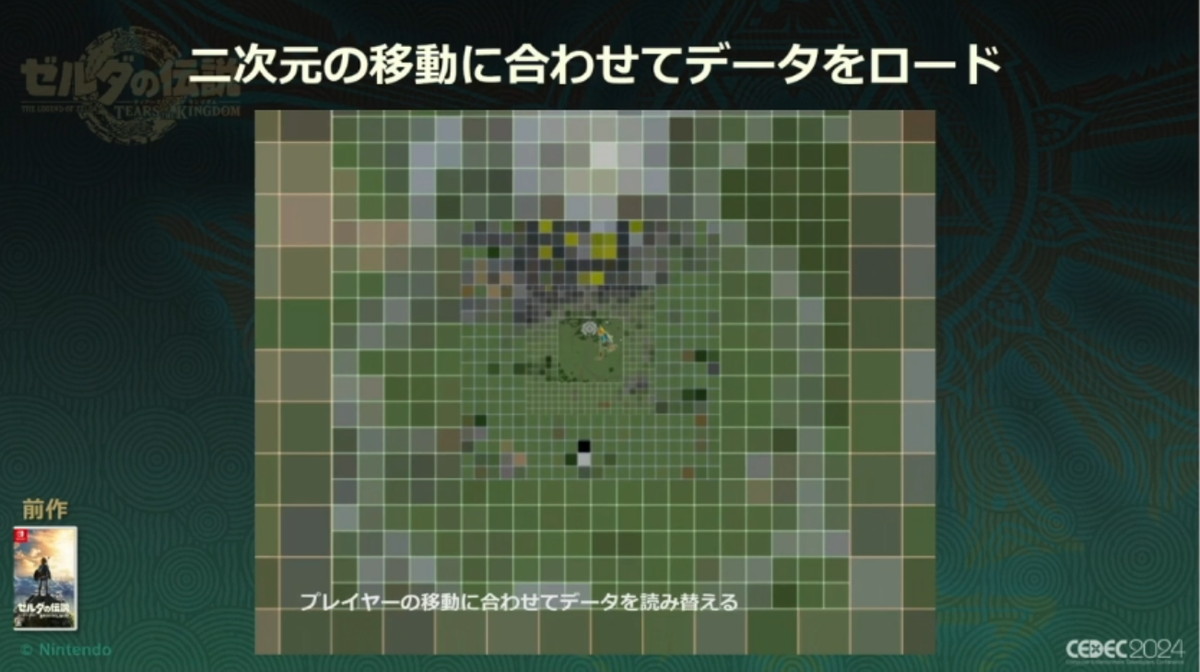 二次元の移動に合わせてデータをロード
ゼルダの伝説
TEARS OF THE KINGDOM
プレイヤーの移動に合わせてデータを読み替える
前作
ゼルダの伝説
© Nintendo
CEDEC2024